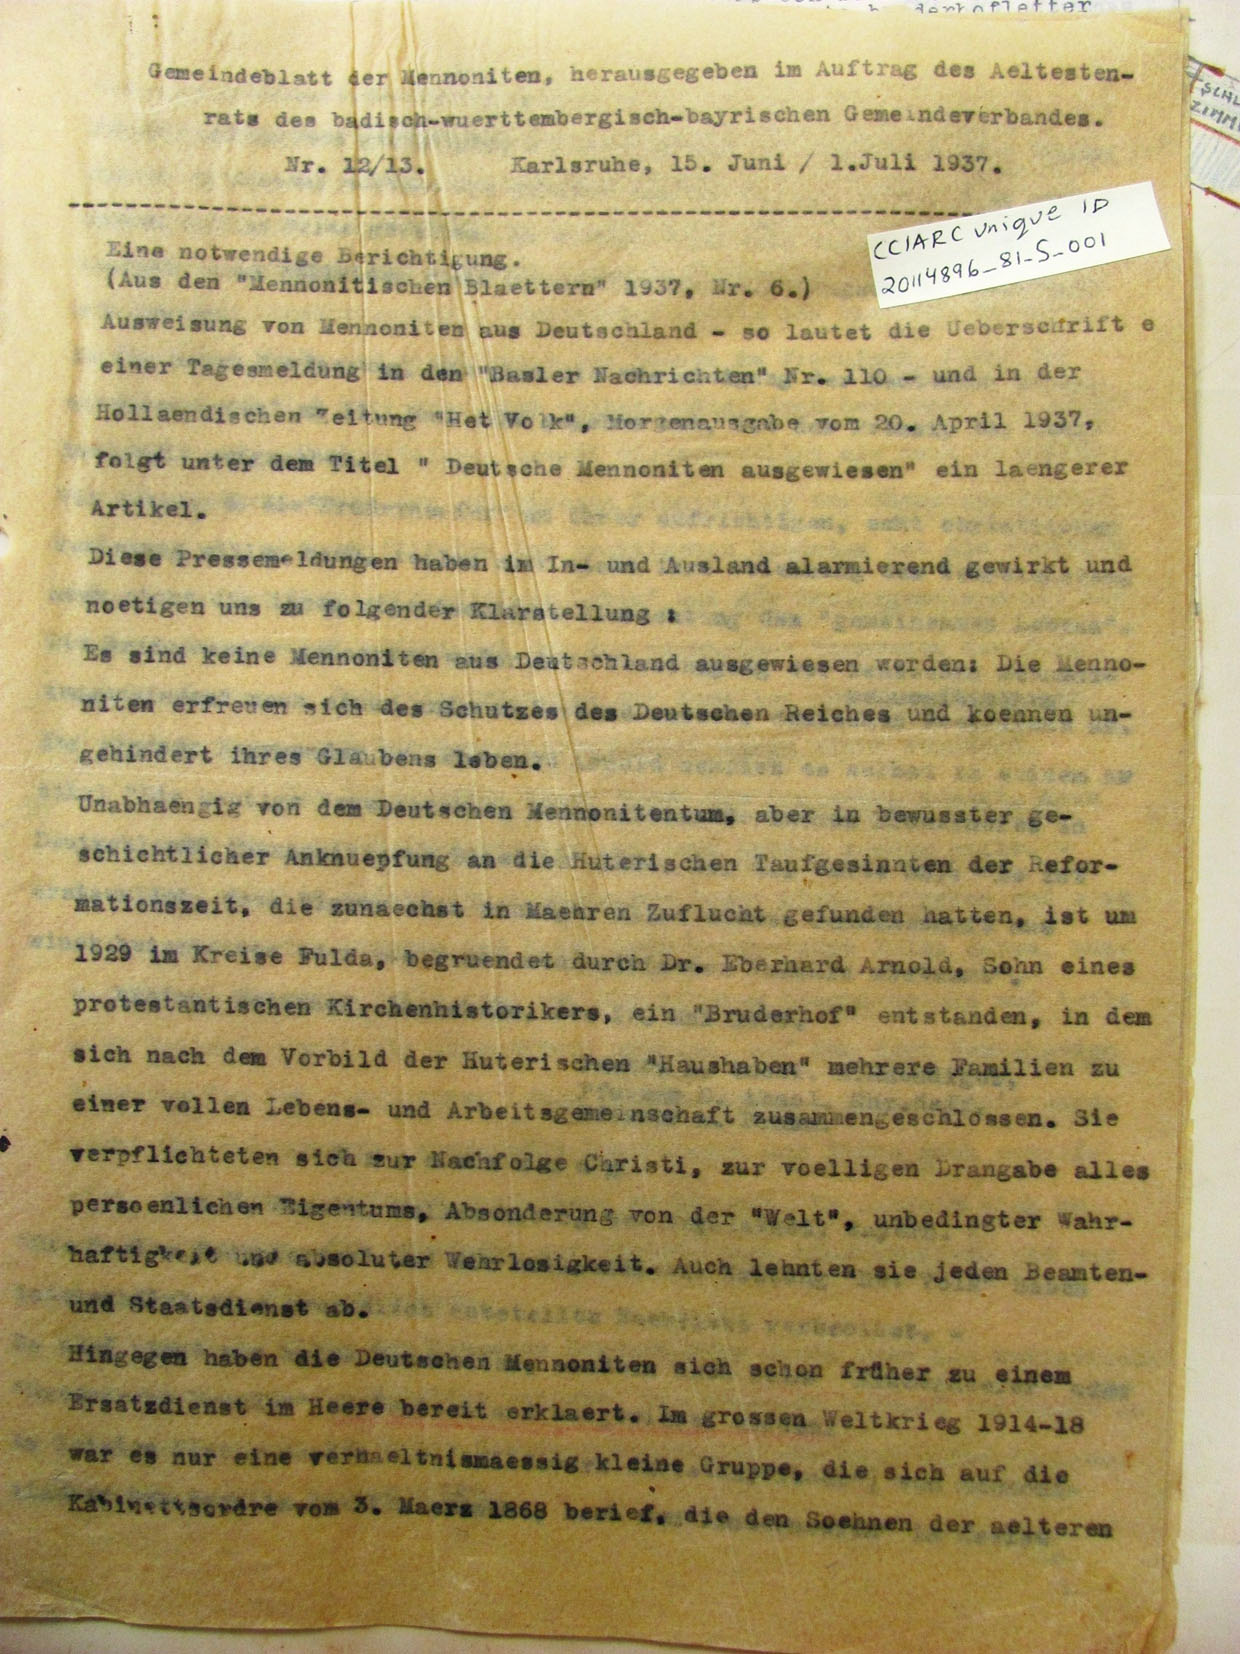 derhofletter
Gemeindeblatt der Mennoniten, herausgegeben im Auftrag des Aeltesten-
rats des badisch-wuerttembergisch-bayrischen Gemeindeverbandes.
Nr. 12/13. Karlsruhe, 15. Juni / 1.Juli 1937.
SCHL
ZIMM
CCIARC unique ID
20114896_81_S_001
Eine notwendige Berichtigung.
(Aus den "Mennonitischen Blaettern" 1937, Nr. 6.)
Ausweisung von Mennoniten aus Deutschland - so lautet die Ueberschrift e
einer Tagesmeldung in den "Basler Nachrichten" Nr. 110 - und in der
Hollaendischen Zeitung "Het Volk", Morgenausgabe vom 20. April 1937,
folgt unter dem Titel " Deutsche Mennoniten ausgewiesen" ein laengerer
Artikel.
Diese Pressemeldungen haben im In- und Ausland alarmierend gewirkt und
noetigen uns zu folgender Klarstellung :
Es sind keine Mennoniten aus Deutschland ausgewiesen worden: Die Menno-
niten erfreuen sich des Schutzes des Deutschen Reiches und koennen un-
gehindert ihres Glaubens leben.
Unabhaengig von dem Deutschen Mennonitentum, aber in bewusster ge-
schichtlicher Anknuepfung an die Huterischen Taufgesinnten der Refor-
mationszeit, die zunaechst in Maehren Zuflucht gefunden hatten, ist um
1929 im Kreise Fulda, begruendet durch Dr. Eberhard Arnold, Sohn eines
protestantischen Kirchenhistorikers, ein "Bruderhof" entstanden, in dem
sich nach dem Vorbild der Huterischen "Haushaben" mehrere Familien zu
einer vollen Lebens- und Arbeitsgemeinschaft zusammengeschlossen. Sie
verpflichteten sich zur Nachfolge Christi, zur voelligen Drangabe alles
persoenlichen Eigentums, Absonderung von der "Welt", unbedingter Wahr-
haftigkeit und absoluter Wehrlosigkeit. Auch lehnten sie jeden Beamten-
und Staatsdienst ab.
Hingegen haben die Deutschen Mennoniten sich schon früher zu einem
Ersatzdienst im Heere bereit erklaert. Im grossen Weltkrieg 1914-18
war es nur eine verhaeltnismaessig kleine Gruppe, die sich auf die
Kabinettsordre vom 3. Maerz 1868 berief, die den Soehnen der aelteren